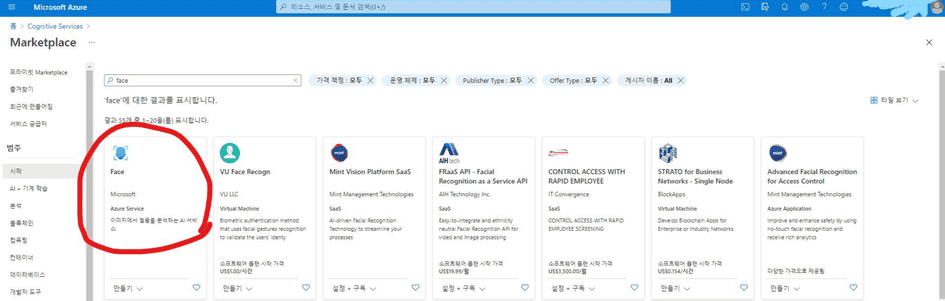 Microsoft Azure
리소스, 서비스 및 문서 검색(G+/)
홈 > Cognitive Services >
Marketplace ...
프라이빗 Marketplace
즐겨찾기
최근에 만들어짐
서비스 공급자
범주
시작
AI + 기계 학습
분석
블록체인
컴퓨팅
컨테이너
데이터베이스
개발자 도구
face
가격 책정 : 모두
운영 체제 : 모두
Publisher Type : 모두
Offer Type : 모두
게시자 이름 : All
'face'에 대한 결과를 표시합니다.
타일 보기
결과 55개 중 1~20을(를) 표시합니다.
Face
Microsoft
Azure Service
이미지에서 얼굴을 분석하는 AI 서비스
만들기
VU Face Recogn
VU LLC
Virtual Machine
Biometric authentication method
that uses facial gestures recognition
to validate the users' identity
소프트웨어 플랜 시작 가격
US$1.00/시간
만들기
mint
Mint Vision Platform SaaS
Mint Management Technologies
SaaS
AI-driven Facial Recognition
Technology to streamline your
processes
설정 + 구독
AIH tech
FRaaS API - Facial
Recognition as a Service API
AIH Technology Inc.
SaaS
Easy-to-integrate and ethnicity
neutral Facial Recognition API for
video and image processing
소프트웨어 플랜 시작 가격
US$19.99/월
설정 + 구독
CONTROL ACCESS WITH
RAPID EMPLOYEE
IT Convergence
SaaS
CONTROL ACCESS WITH RAPID
EMPLOYEE SCREENING
소프트웨어 플랜 시작 가격
US$3,500.00/월
설정 + 구독
STRATO for Business
Networks - Single Node
BlockApps
Virtual Machine
Develop Blockchain Apps for
Enterprise or Industry Networks
소프트웨어 플랜 시작 가격
US$0.154/시간
만들기
mint
Advanced Facial Recognition
for Access Control
Mint Management Technologies
Azure Application
Improve and enhance safety by using
no-touch facial recognition and
receive rich analytics
다양한 가격으로 제공됨
만들기